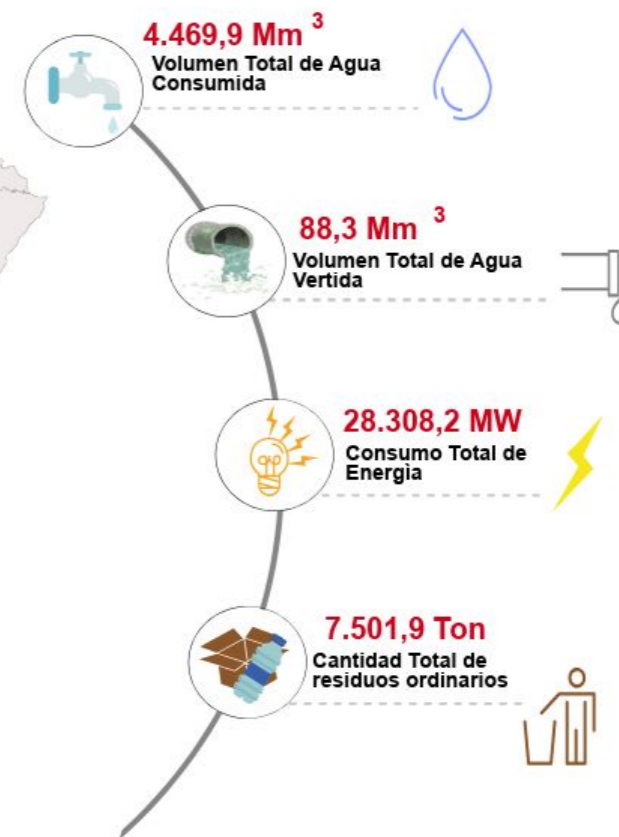 4.469,9 Mm 3
Volumen Total de Agua
Consumida
88,3 Mm 3
Volumen Total de Agua
Vertida
28.308,2 MW
Consumo Total de
Energìa
7.501,9 Ton
Cantidad Total de
residuos ordinarios